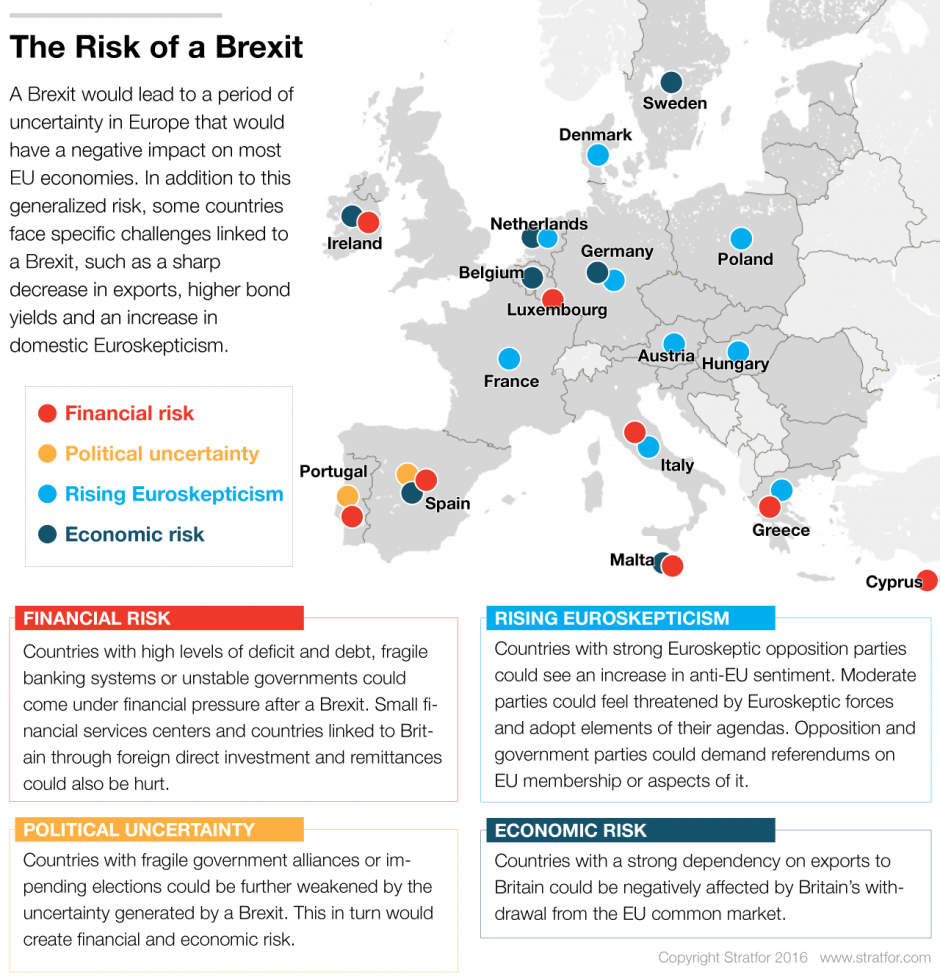 The Risk of a Brexit
A Brexit would lead to a period of
uncertainty in Europe that would
have a negative impact on most
EU economies. In addition to this
generalized risk, some countries
face specific challenges linked to
a Brexit, such as a sharp
decrease in exports, higher bond
yields and an increase in
domestic Euroskepticism.
Financial risk
Political uncertainty
Rising Euroskepticism
Economic risk
Sweden
Denmark
Ireland
Netherlands
Germany
Poland
Belgium
Luxembourg
Austria
Hungary
France
Portugal
Spain
Italy
Greece
Malta
Cyprus
FINANCIAL RISK
Countries with high levels of deficit and debt, fragile
banking systems or unstable governments could
come under financial pressure after a Brexit. Small fi-
nancial services centers and countries linked to Brit-
ain through foreign direct investment and remittances
could also be hurt.
RISING EUROSKEPTICISM
Countries with strong Euroskeptic opposition parties
could see an increase in anti-EU sentiment. Moderate
parties could feel threatened by Euroskeptic forces
and adopt elements of their agendas. Opposition and
government parties could demand referendums on
EU membership or aspects of it.
POLITICAL UNCERTAINTY
Countries with fragile government alliances or im-
pending elections could be further weakened by the
uncertainty generated by a Brexit. This in turn would
create financial and economic risk.
ECONOMIC RISK
Countries with a strong dependency on exports to
Britain could be negatively affected by Britain's with-
drawal from the EU common market.
Copyright Stratfor 2016 www.stratfor.com